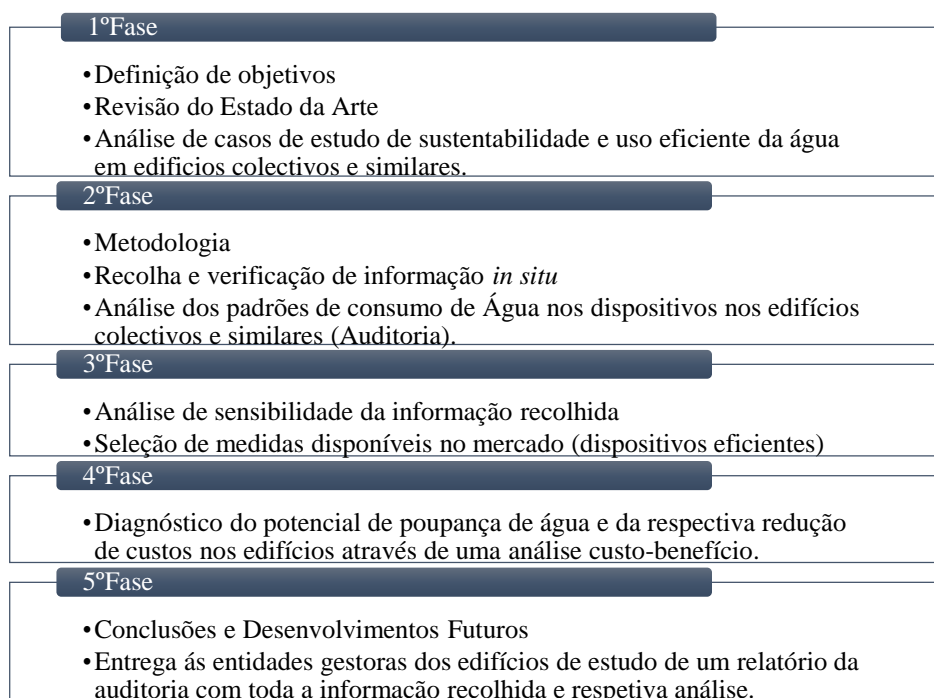 1ºFase
•Definição de objetivos
•Revisão do Estado da Arte
•Análise de casos de estudo de sustentabilidade e uso eficiente da água
em edificios colectivos e similares.
2ºFase
•Metodologia
•Recolha e verificação de informação in situ
•Análise dos padrões de consumo de Água nos dispositivos nos edifícios
colectivos e similares (Auditoria).
3ºFase
•Análise de sensibilidade da informação recolhida
•Seleção de medidas disponíveis no mercado (dispositivos eficientes)
4ºFase
•Diagnóstico do potencial de poupança de água e da respectiva redução
de custos nos edifícios através de uma análise custo-benefício.
5ºFase
•Conclusões e Desenvolvimentos Futuros
•Entrega ás entidades gestoras dos edifícios de estudo de um relatório da
auditoria com toda a informação recolhida e respetiva análise.